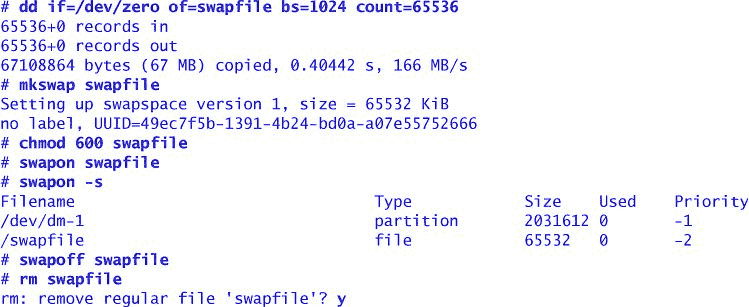 # dd if=/dev/zero of=swapfile bs=1024 count=65536
65536+0 records in
65536+0 records out
67108864 bytes (67 MB) copied, 0.40442 s, 166 MB/s
# mkswap swapfile
Setting up swapspace version 1, size = 65532 KiB
no label, UUID=49ec7f5b-1391-4b24-bd0a-a07e55752666
# chmod 600 swapfile
# swapon swapfile
# swapon -s
Filename Type Size Used Priority
/dev/dm-1 partition 2031612 0 -1
/swapfile file 65532 0 -2
# swapoff swapfile
# rm swapfile
rm: remove regular file 'swapfile'? y